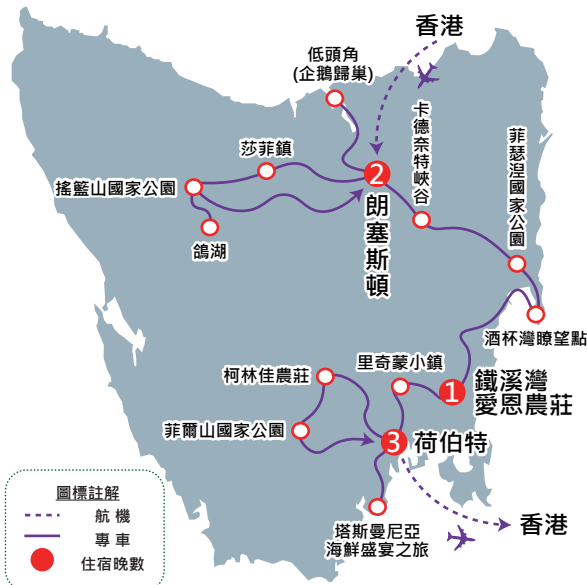 香港
低頭角
(企鵝歸巢)
卡德奈特峽谷
菲瑟涅國家公園
莎菲鎮
搖籃山國家公園
2
朗塞斯頓
鴿湖
酒杯灣瞭望點
里奇蒙小鎮
柯林佳農莊
1
鐵溪灣
愛恩農莊
菲爾山國家公園
3
荷伯特
塔斯曼尼亞
海鮮盛宴之旅
香港
圖標註解
航機
專車
住宿晚數